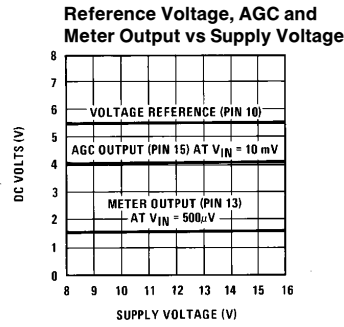 Reference Voltage, AGC and
Meter Output vs Supply Voltage
8
7
6
5
4
3
2
1
0
DC VOLTS (V)
VOLTAGE REFERENCE (PIN 10)
AGC OUTPUT (PIN 15) AT VIN = 10 mV
METER OUTPUT (PIN 13)
AT VIN = 500µV
8 9 10 11 12 13 14 15 16
SUPPLY VOLTAGE (V)